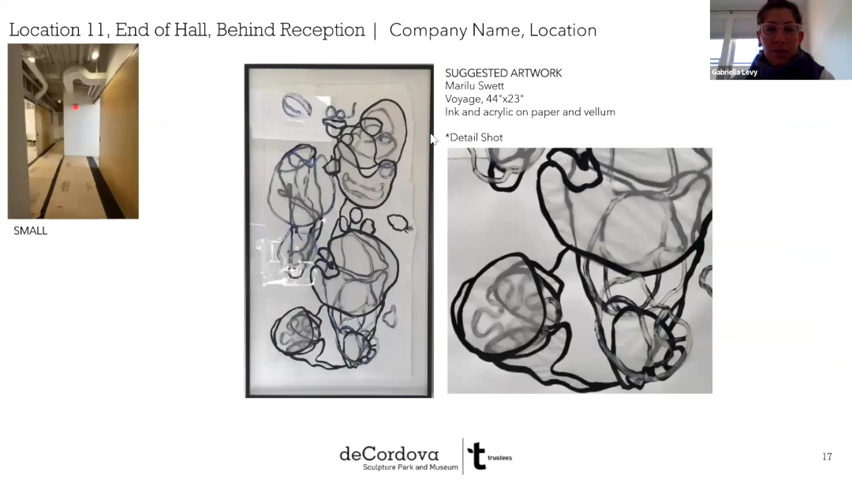 Location 11, End of Hall, Behind Reception | Company Name, Location
Gabriella Levy
SMALL
SUGGESTED ARTWORK
Marilu Swett
Voyage, 44"x23"
Ink and acrylic on paper and vellum
*Detail Shot
deCordova
Sculpture Park and Museum
t trustees
17